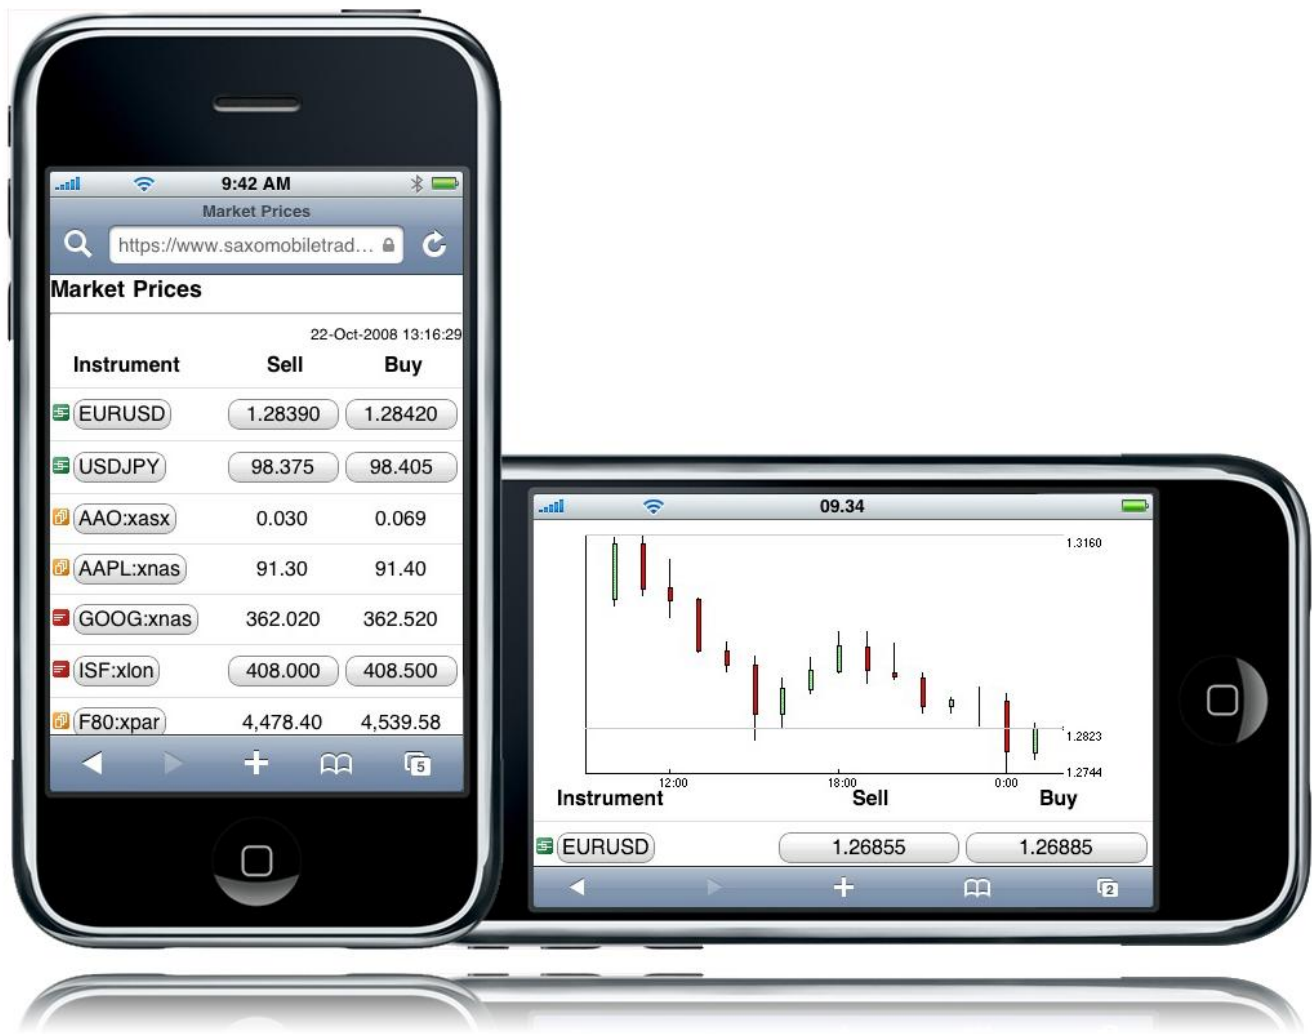 9:42 AM
Market Prices
https://www.saxomobiletrad...
Market Prices
22-Oct-2008 13:16:29
Instrument Sell Buy
EURUSD 1.28390 1.28420
USDJPY 98.375 98.405
AAO:xasx 0.030 0.069
AAPL:xnas 91.30 91.40
GOOG:xnas 362.020 362.520
ISF:xlon 408.000 408.500
F80:xpar 4,478.40 4,539.58
5
09.34
1.3160
1.2823
1.2744
12:00 18:00 0:00
Instrument Sell Buy
EURUSD 1.26855 1.26885
2